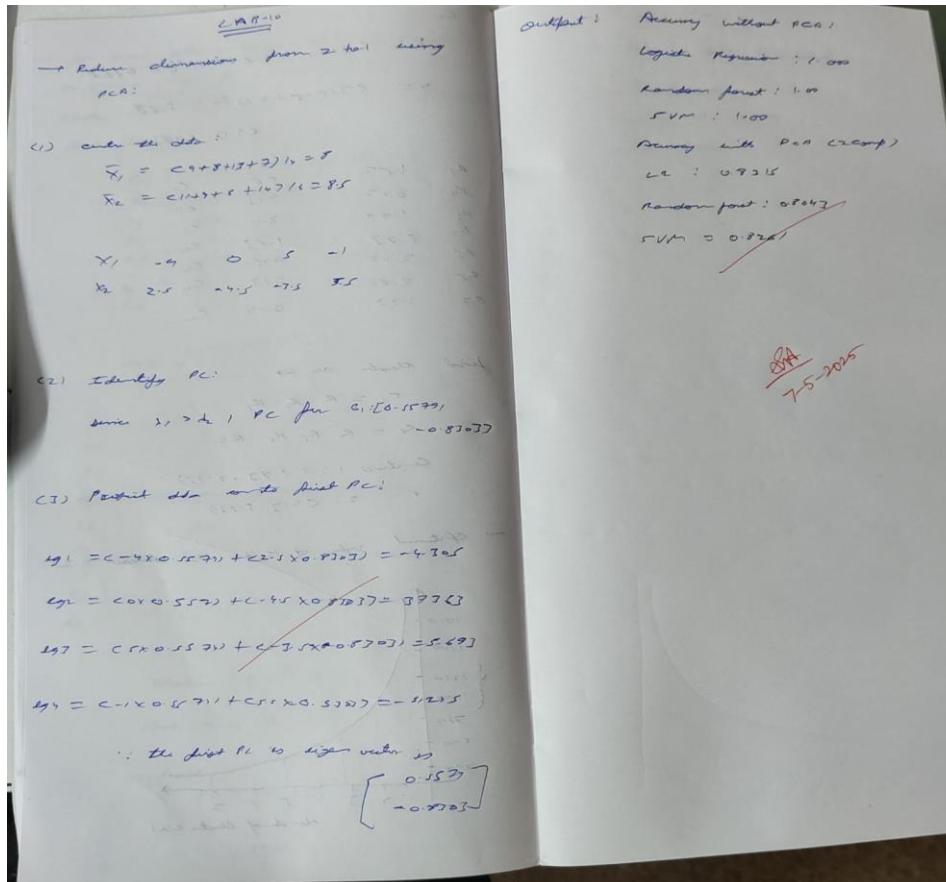 LAB-10
→ Reduce dimensions from 2 to 1 using
PCA:
(1) center the data:
x̄₁ = (4+8+13+7)/4 = 8
x̄₂ = (11+4+5+14)/4 = 8.5
X₁ -4 0 5 -1
X₂ 2.5 -4.5 -3.5 5.5
(2) Identify PC:
since λ₁ > λ₂, PC for e₁:[0.5574,
-0.8303]
(3) Project data onto first PC:
eg1 = (-4×0.5574)+(2.5×0.8303) = -4.305
eg2 = (0×0.5574)+(-4.5×0.8303) = 3.7363
eg3 = (5×0.5574)+(-3.5×-0.8303) = 5.693
eg4 = (-1×0.5574)+(5.5×0.8303) = -5.235
∴ the first PC is eigen vector is
[0.5574
-0.8303]
Output: Accuracy without PCA:
Logistic Regression : 1.000
Random forest : 1.00
SVM : 1.00
Accuracy with PCA (2comp)
LR : 0.8315
Random forest : 0.8043
SVM = 0.8261
7-5-2025